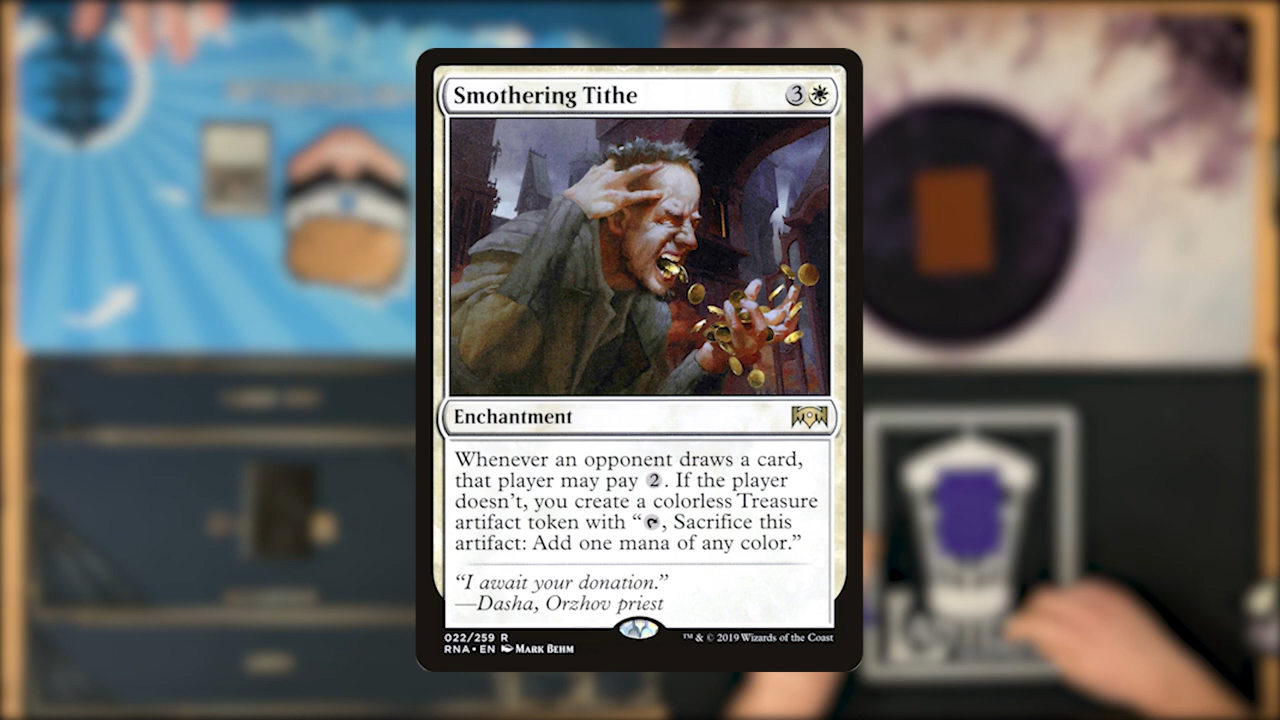 Smothering Tithe 3
Enchantment
Whenever an opponent draws a card,
that player may pay 2. If the player
doesn't, you create a colorless Treasure
artifact token with “, Sacrifice this
artifact: Add one mana of any color.”
“I await your donation.”
—Dasha, Orzhov priest
022/259 R
RNA • EN MARK BEHM
™ & © 2019 Wizards of the Coast